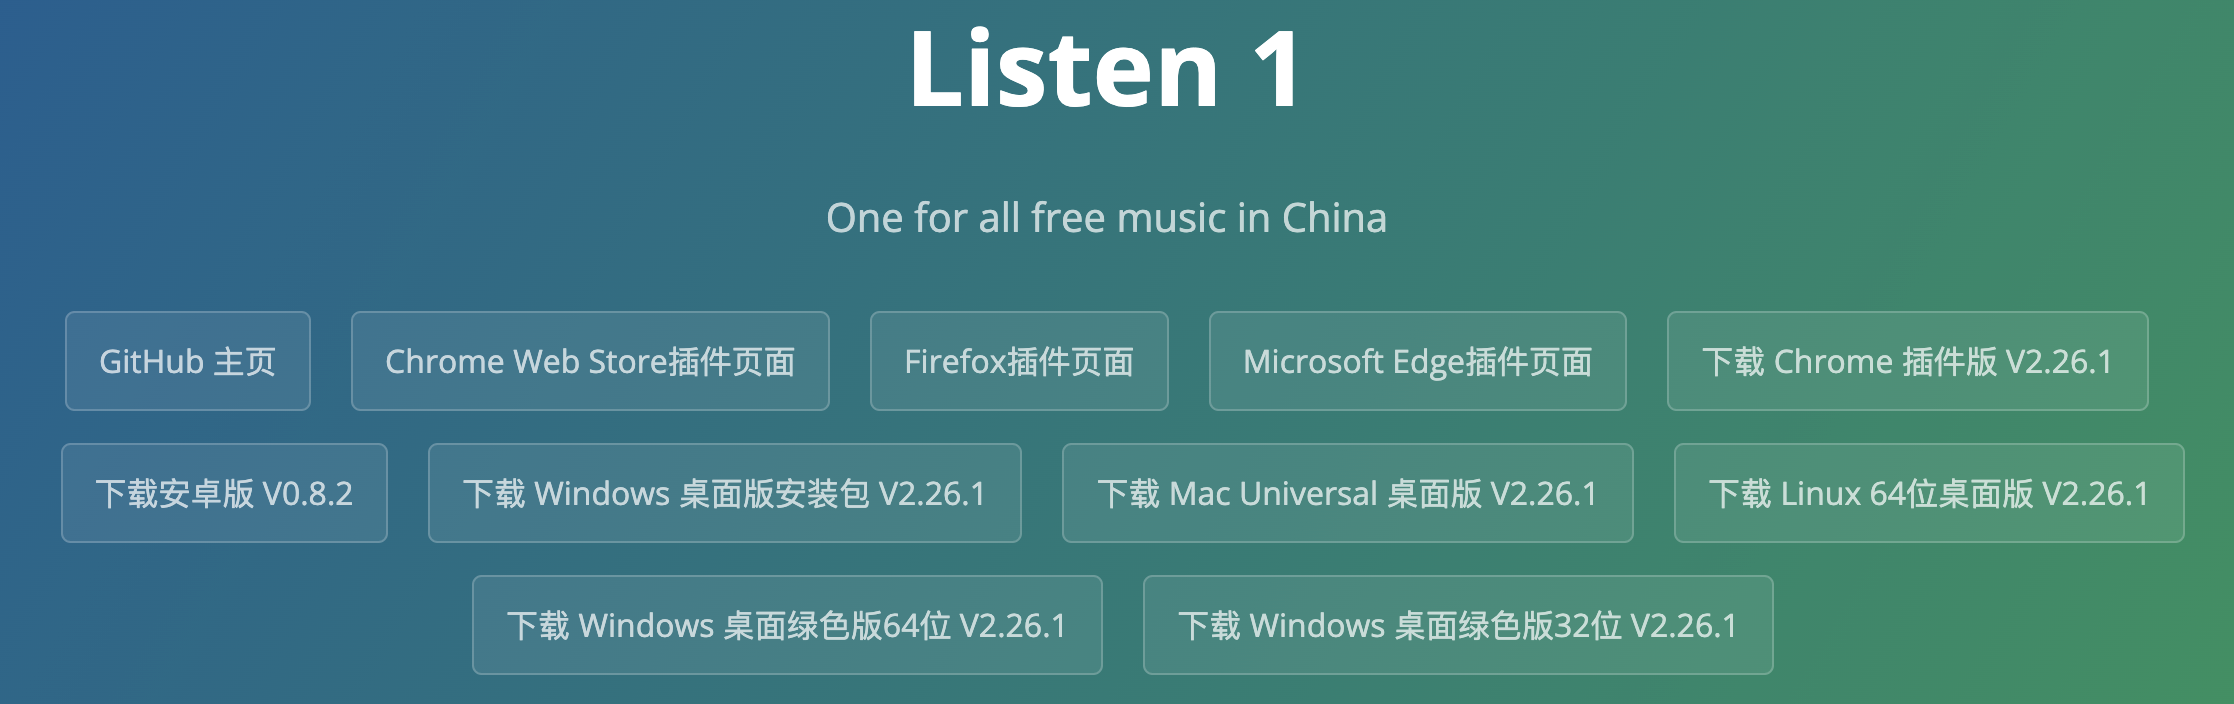 Listen 1
One for all free music in China
GitHub 主页
Chrome Web Store插件页面
Firefox插件页面
Microsoft Edge插件页面
下载 Chrome 插件版 V2.26.1
下载安卓版 V0.8.2
下载 Windows 桌面版安装包 V2.26.1
下载 Mac Universal 桌面版 V2.26.1
下载 Linux 64位桌面版 V2.26.1
下载 Windows 桌面绿色版64位 V2.26.1
下载 Windows 桌面绿色版32位 V2.26.1